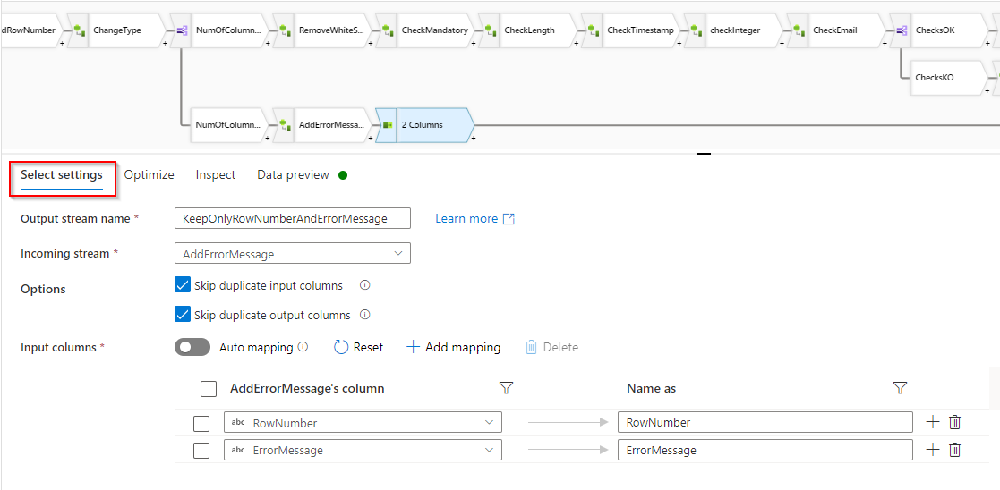 dRowNumber
ChangeType
NumOfColumn...
RemoveWhiteS...
CheckMandatory
CheckLength
CheckTimestamp
checkInteger
CheckEmail
ChecksOK
+ + + + + + + + + +
ChecksKO
+
NumOfColumn...
AddErrorMessa...
2 Columns
+ + +
Select settings
Optimize
Inspect
Data preview
Output stream name *
KeepOnlyRowNumberAndErrorMessage
Learn more
Incoming stream *
AddErrorMessage
Options
Skip duplicate input columns
Skip duplicate output columns
Input columns *
Auto mapping
Reset
Add mapping
Delete
AddErrorMessage's column
Name as
abc RowNumber
RowNumber
abc ErrorMessage
ErrorMessage